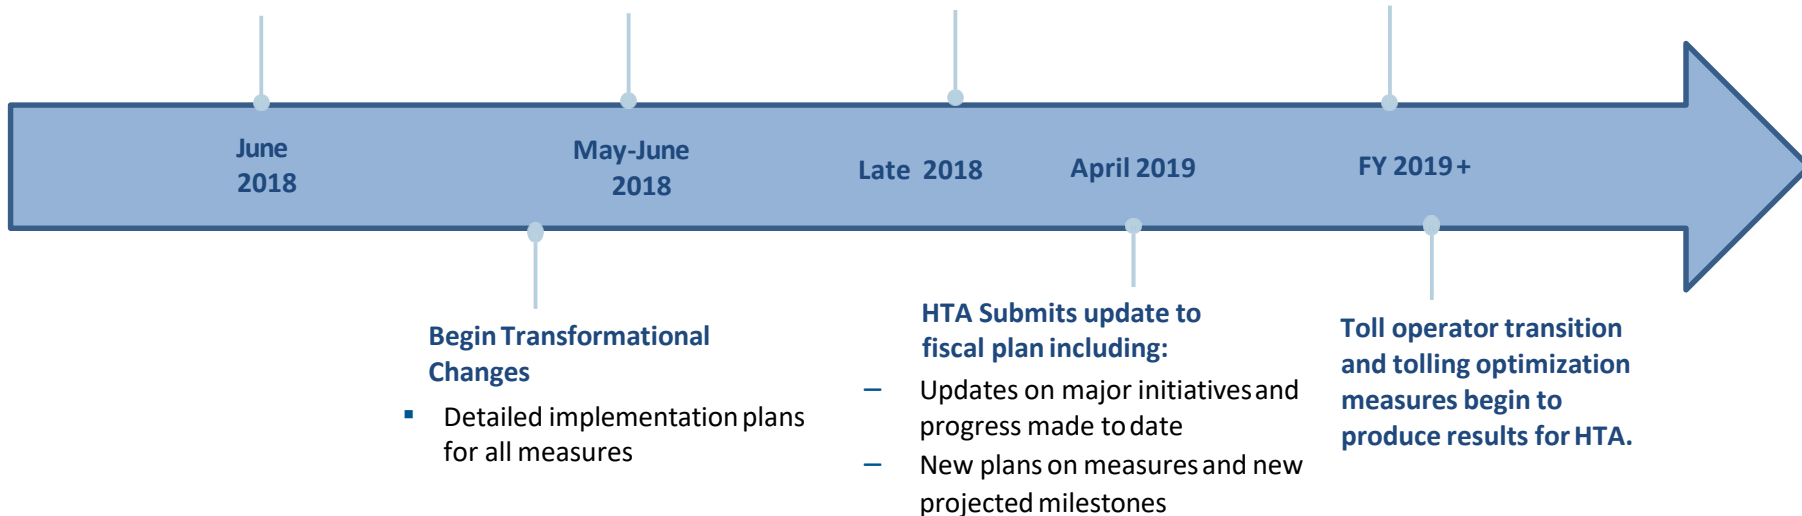 June
2018
May-June
2018
Late 2018
April 2019
FY 2019 +
Begin Transformational
Changes
▪ Detailed implementation plans
for all measures
HTA Submits update to
fiscal plan including:
– Updates on major initiatives and
progress made to date
– New plans on measures and new
projected milestones
Toll operator transition
and tolling optimization
measures begin to
produce results for HTA.